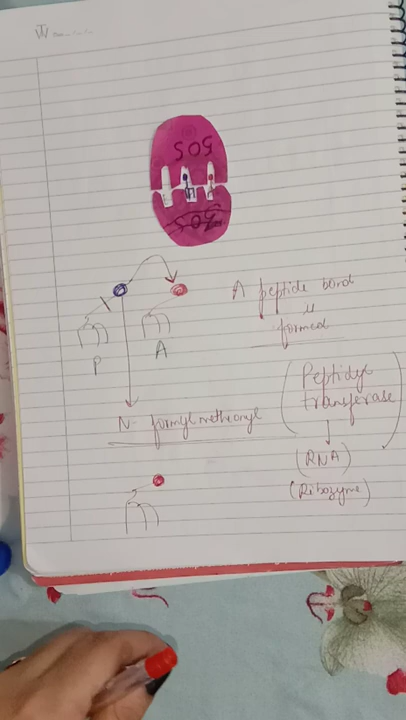 50S
30S
A peptide bond
is
formed
P
A
Peptidyl
transferase
N- formylmethionyl
(RNA)
(Ribozyme)